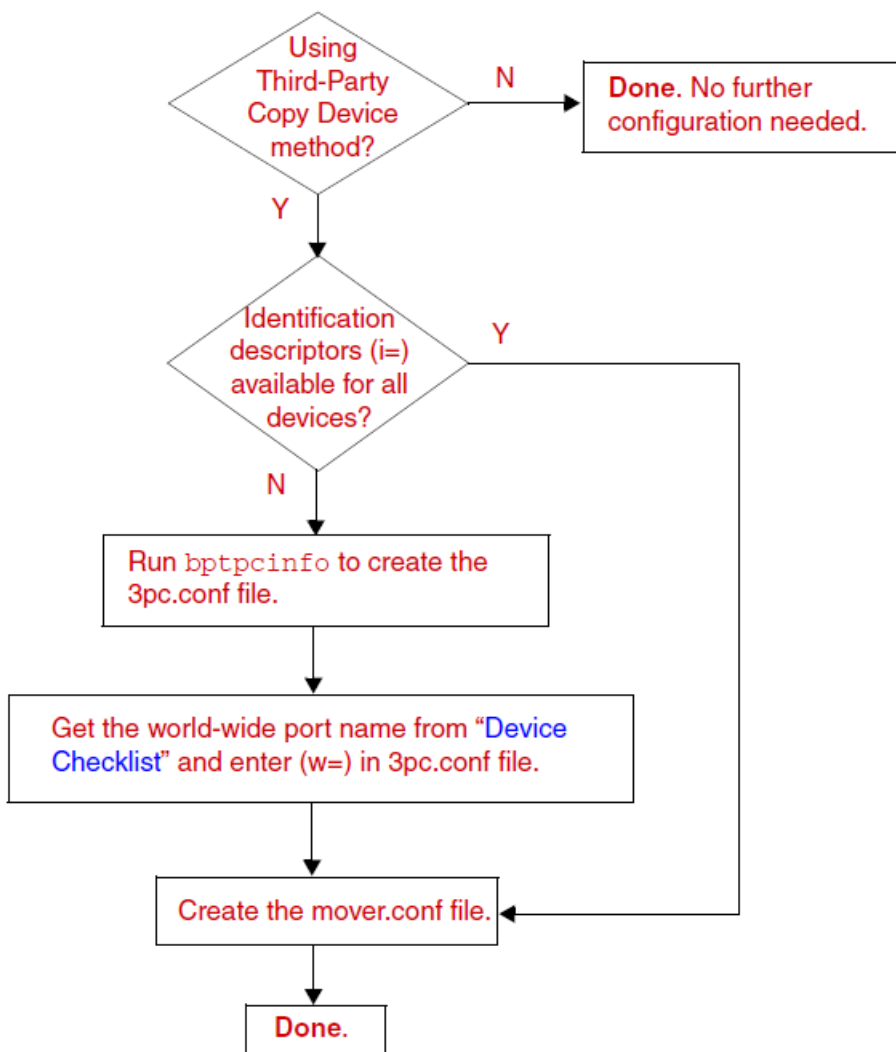 Using
Third-Party
Copy Device
method?
N
Done. No further
configuration needed.
Y
Identification
descriptors (i=)
available for all
devices?
Y
N
Run bptpcinfo to create the
3pc.conf file.
Get the world-wide port name from “Device
Checklist” and enter (w=) in 3pc.conf file.
Create the mover.conf file.
Done.